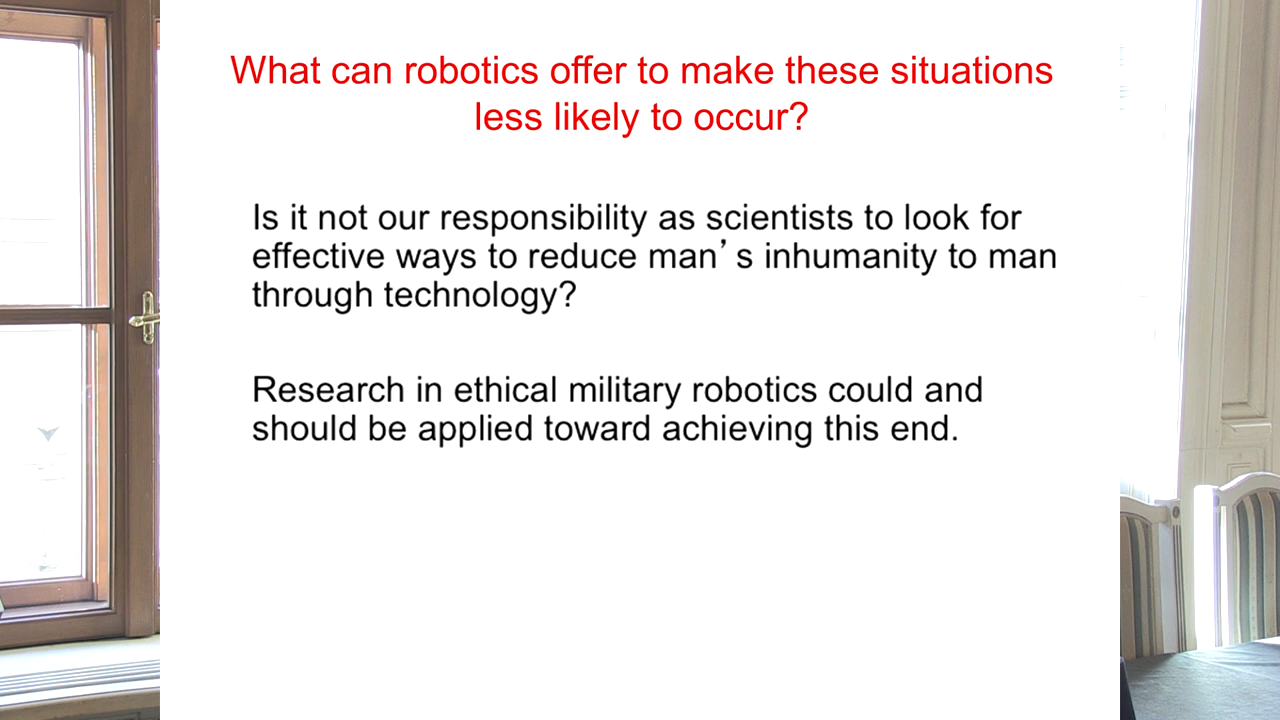 What can robotics offer to make these situations
less likely to occur?
Is it not our responsibility as scientists to look for
effective ways to reduce man’s inhumanity to man
through technology?
Research in ethical military robotics could and
should be applied toward achieving this end.